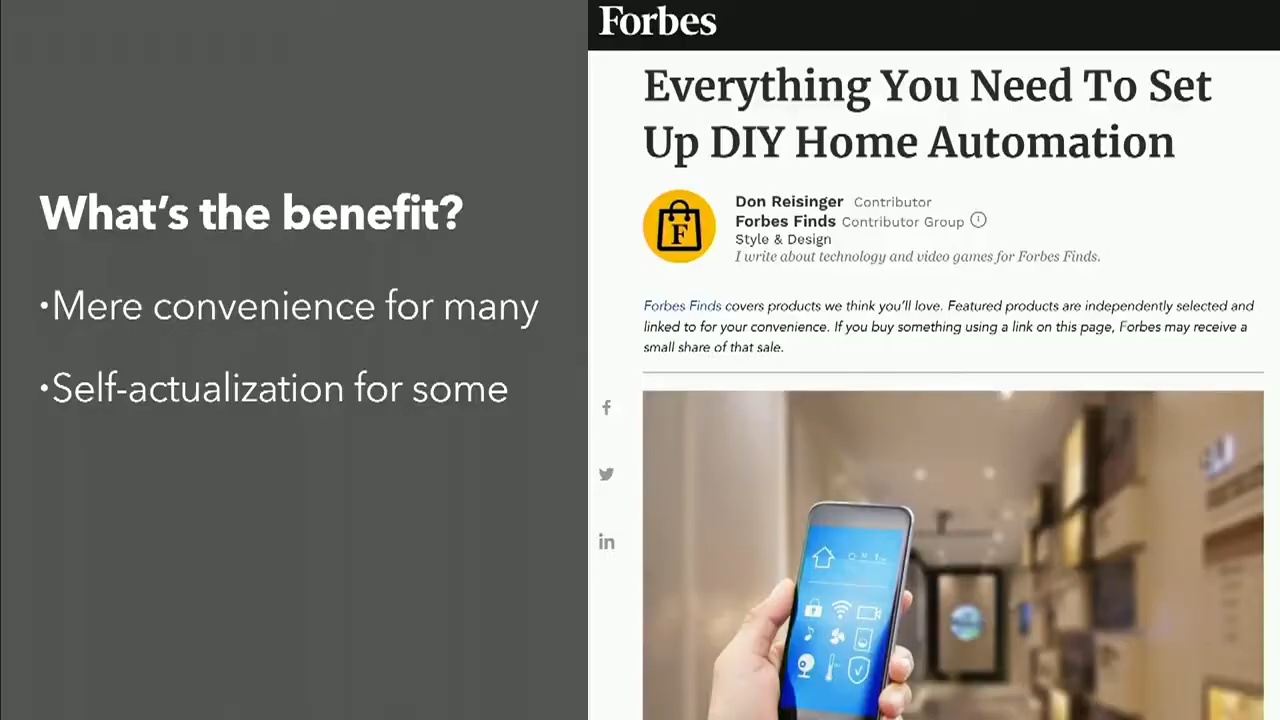 What's the benefit?
•Mere convenience for many
•Self-actualization for some
Forbes
Everything You Need To Set
Up DIY Home Automation
F
Don Reisinger Contributor
Forbes Finds Contributor Group
Style & Design
I write about technology and video games for Forbes Finds.
Forbes Finds covers products we think you'll love. Featured products are independently selected and
linked to for your convenience. If you buy something using a link on this page, Forbes may receive a
small share of that sale.
f
in